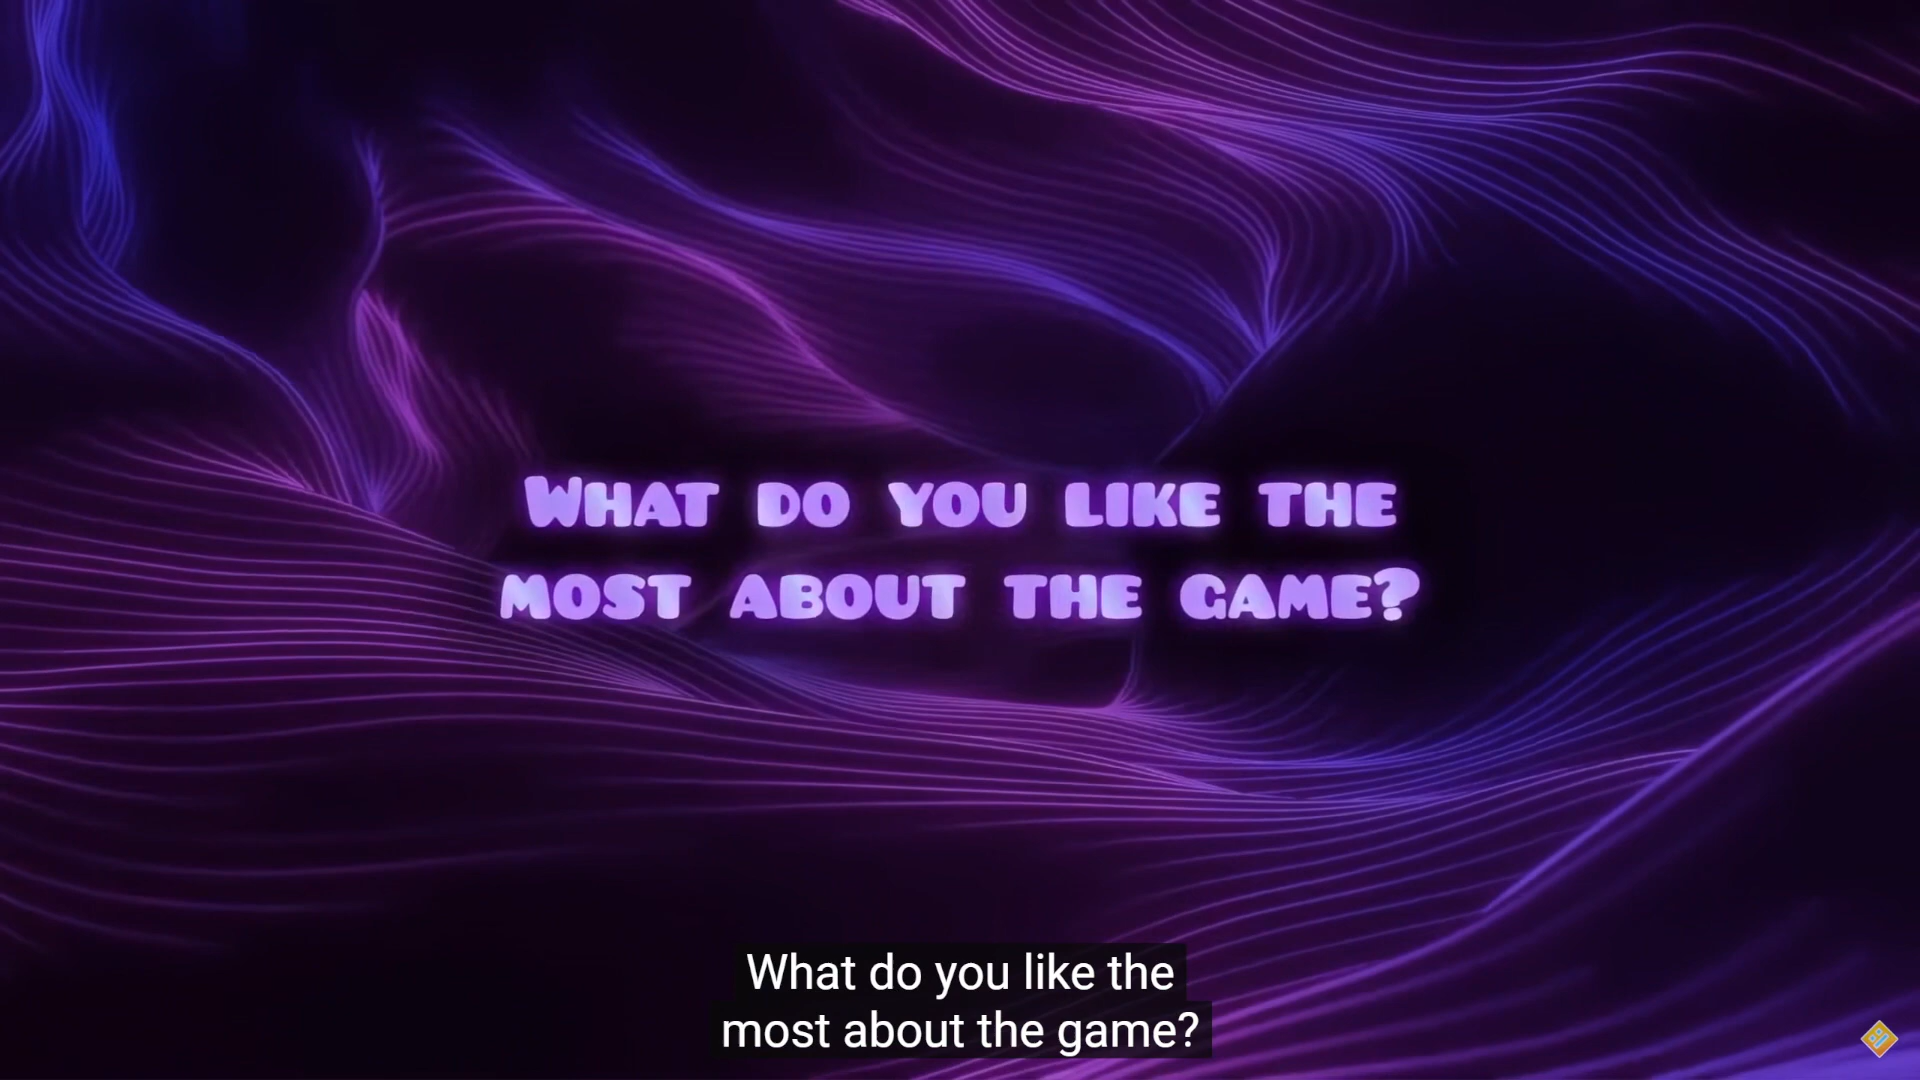 WHAT DO YOU LIKE THE
MOST ABOUT THE GAME?
What do you like the
most about the game?